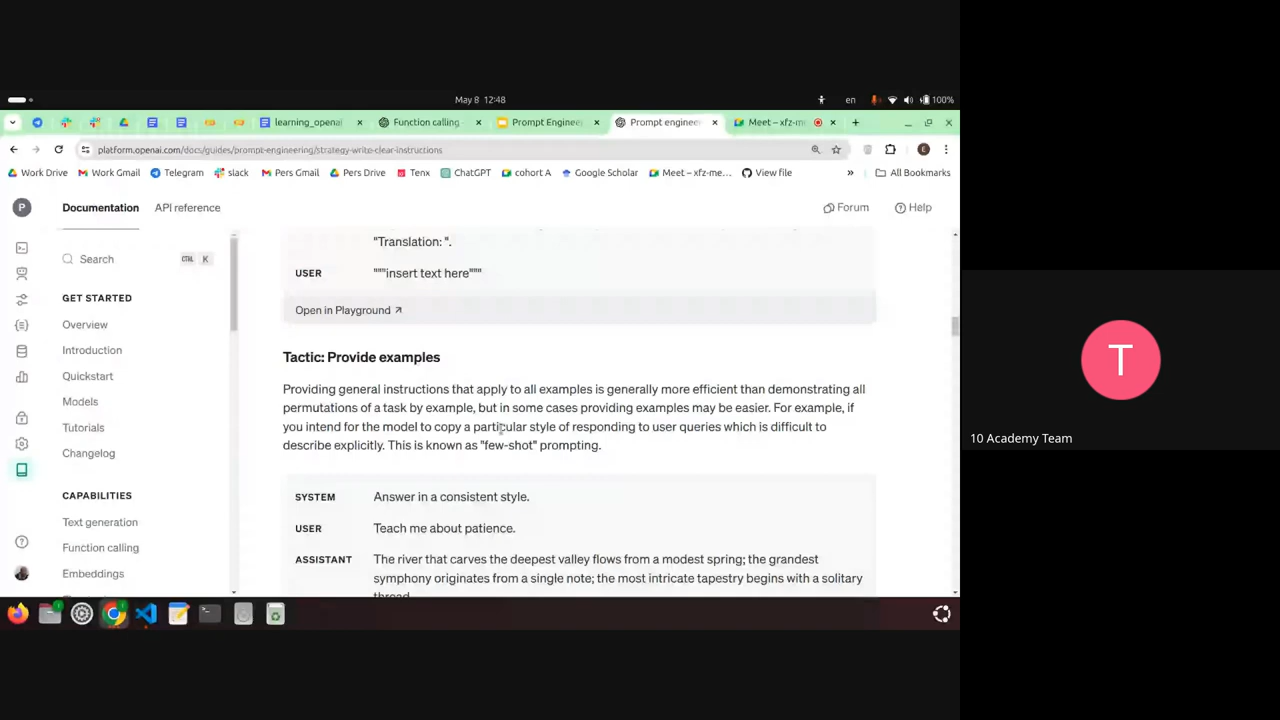 May 8 12:48
en
100%
learning_openai
Function calling
Prompt Enginee
Prompt enginee
Meet – xfz-m
platform.openai.com/docs/guides/prompt-engineering/strategy-write-clear-instructions
E
Work Drive
Work Gmail
Telegram
slack
Pers Gmail
Pers Drive
Tenx
ChatGPT
cohort A
Google Scholar
Meet – xfz-me...
View file
»
All Bookmarks
P
Documentation
API reference
Forum
Help
Search
CTRL
K
GET STARTED
Overview
Introduction
Quickstart
Models
Tutorials
Changelog
CAPABILITIES
Text generation
Function calling
Embeddings
"Translation: ".
USER
"""insert text here"""
Open in Playground
Tactic: Provide examples
Providing general instructions that apply to all examples is generally more efficient than demonstrating all
permutations of a task by example, but in some cases providing examples may be easier. For example, if
you intend for the model to copy a particular style of responding to user queries which is difficult to
describe explicitly. This is known as "few-shot" prompting.
SYSTEM
Answer in a consistent style.
USER
Teach me about patience.
ASSISTANT
The river that carves the deepest valley flows from a modest spring; the grandest
symphony originates from a single note; the most intricate tapestry begins with a solitary
thread.
T
10 Academy Team